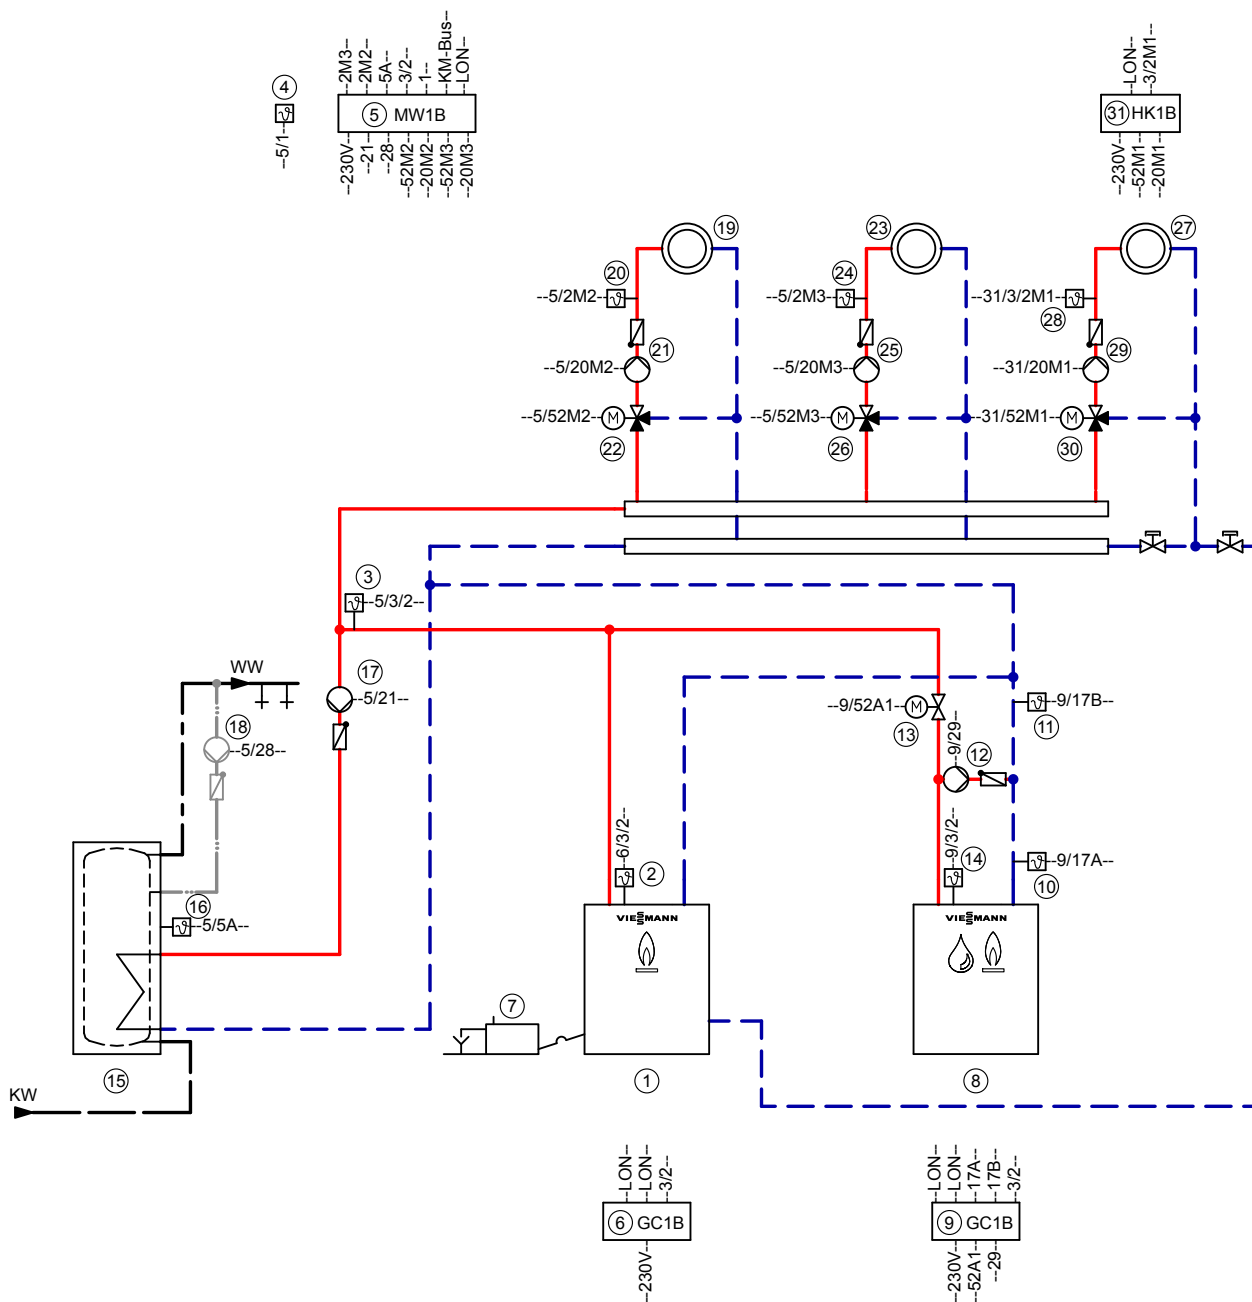 --2M3--
--2M2--
--5A--
--3/2--
--1--
--KM-Bus--
--LON--
4
5 MW1B
--5/1--
--230V--
--21--
--28--
--52M2--
--20M2--
--52M3--
--20M3--
--LON--
--3/2M1--
31 HK1B
--230V--
--52M1--
--20M1--
19
23
27
20
24
--5/2M2--
--5/2M3--
--31/3/2M1--
28
21
25
29
--5/20M2--
--5/20M3--
--31/20M1--
--5/52M2-- M
--5/52M3-- M
--31/52M1-- M
22
26
30
3
--5/3/2--
WW
17
--5/21--
18
--5/28--
--9/52A1-- M
13
--9/29--
12
--9/17B--
11
--6/3/2--
2
--9/3/2--
14
--9/17A--
10
16
--5/5A--
VIESMANN
VIESMANN
7
15
1
8
KW
--LON--
--LON--
--3/2--
6 GC1B
--230V--
--LON--
--LON--
--17A--
--17B--
--3/2--
9 GC1B
--230V--
--52A1--
--29--